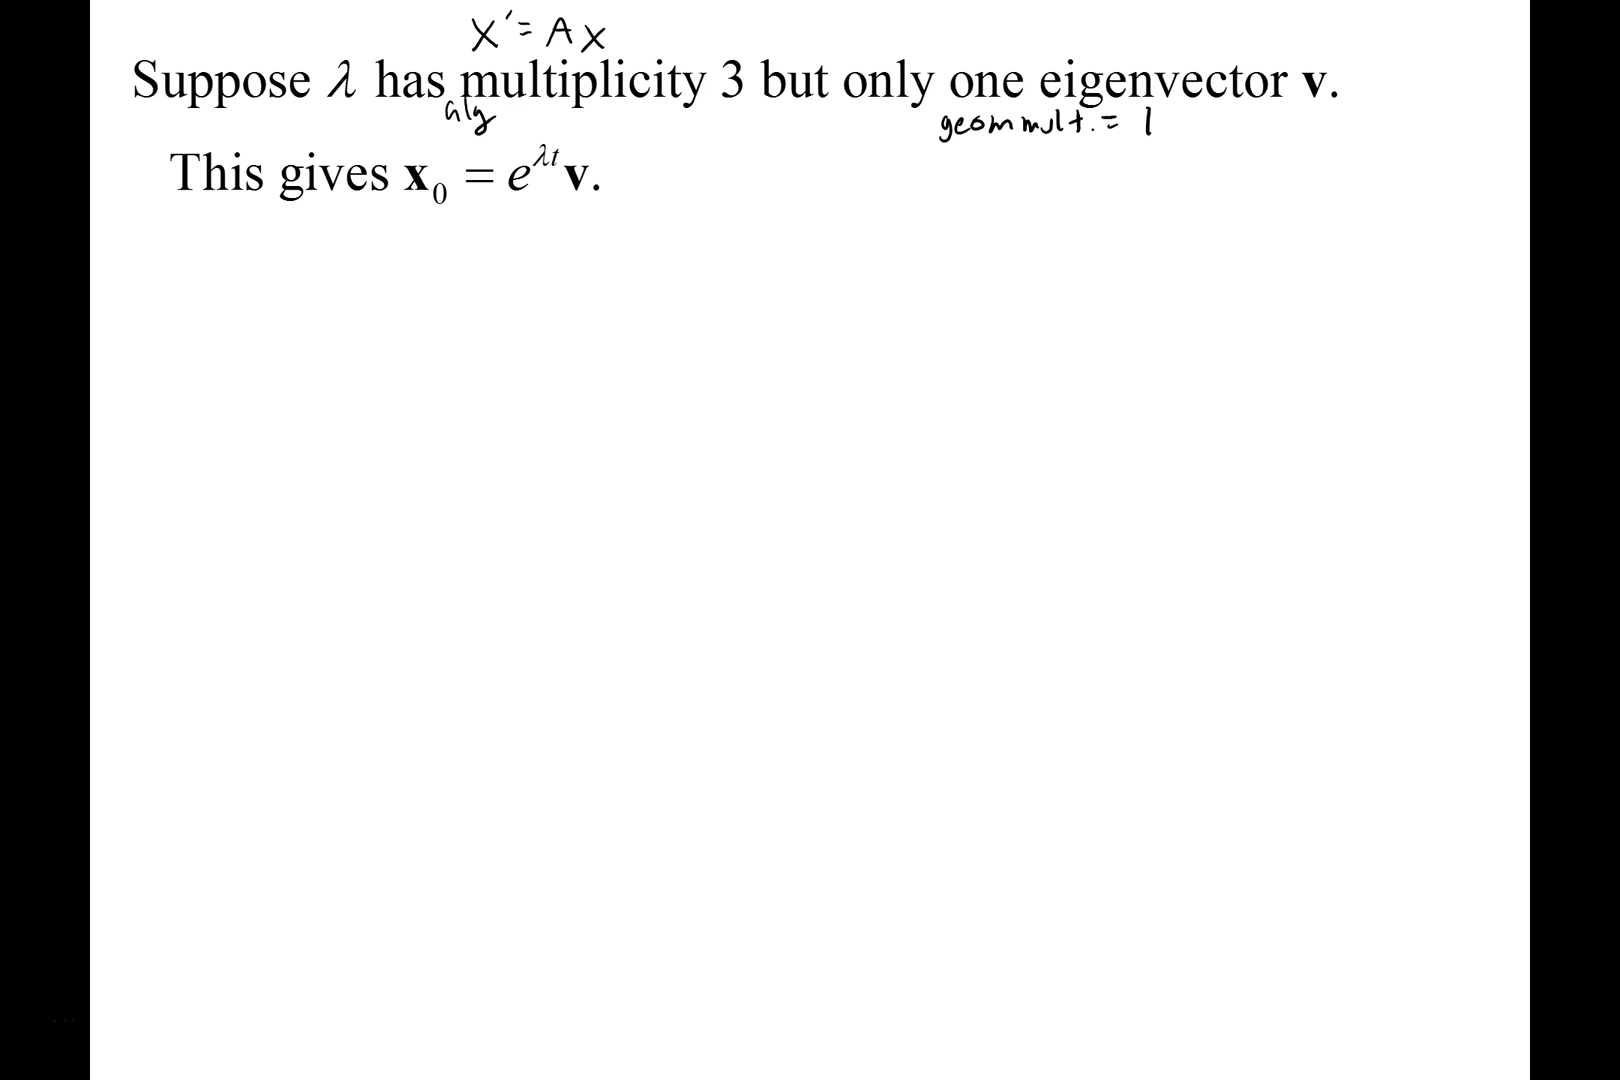 x′ = Ax
Suppose λ has multiplicity 3 but only one eigenvector v.
alg geom mult. = 1
This gives x₀ = e^{λt} v.